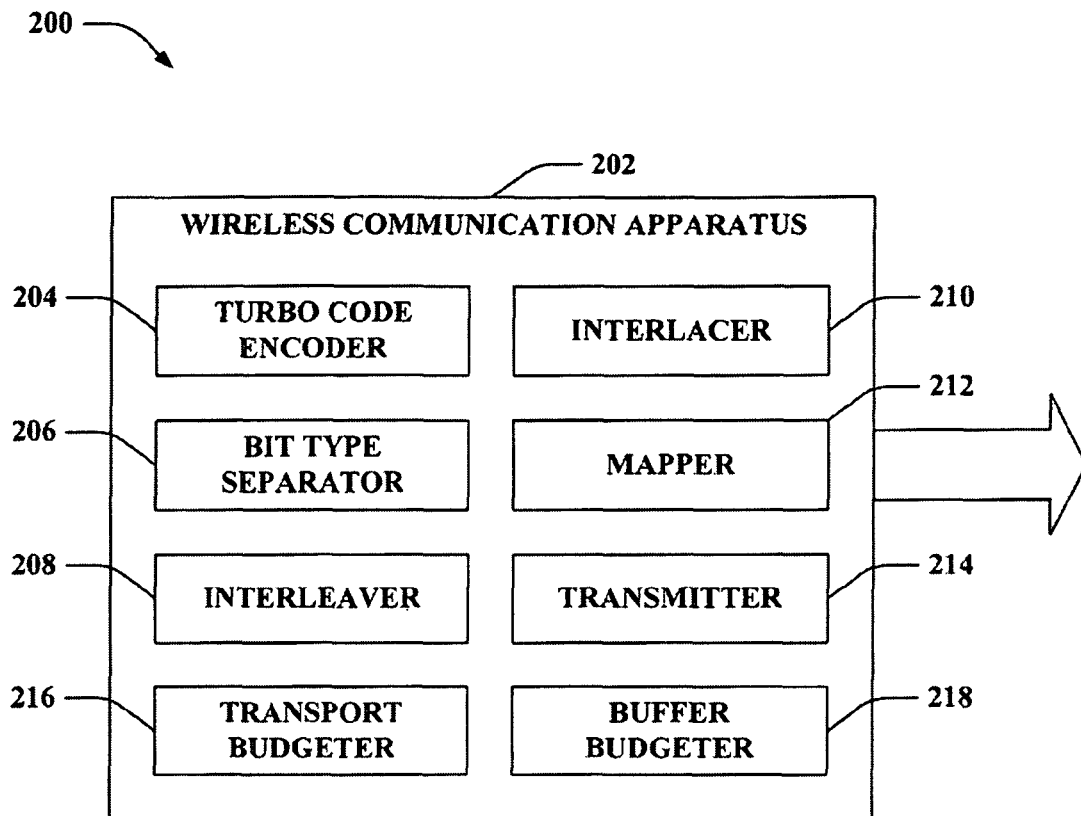 200
202
WIRELESS COMMUNICATION APPARATUS
204
TURBO CODE
ENCODER
INTERLACER
210
206
BIT TYPE
SEPARATOR
212
MAPPER
208
INTERLEAVER
TRANSMITTER
214
216
TRANSPORT
BUDGETER
BUFFER
BUDGETER
218